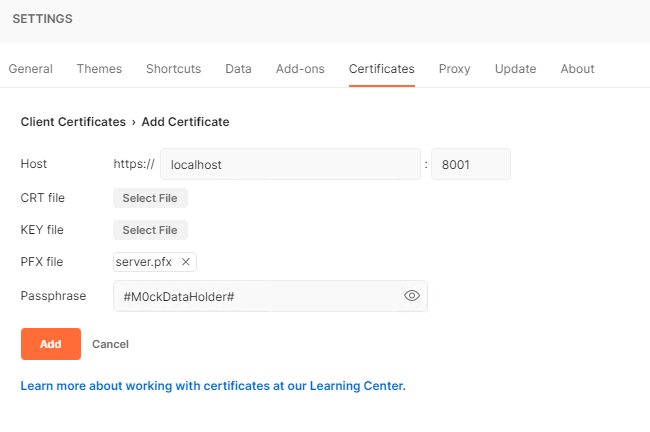 SETTINGS
General Themes Shortcuts Data Add-ons Certificates Proxy Update About
Client Certificates › Add Certificate
Host https:// localhost : 8001
CRT file Select File
KEY file Select File
PFX file server.pfx ×
Passphrase #M0ckDataHolder#
Add Cancel
Learn more about working with certificates at our Learning Center.